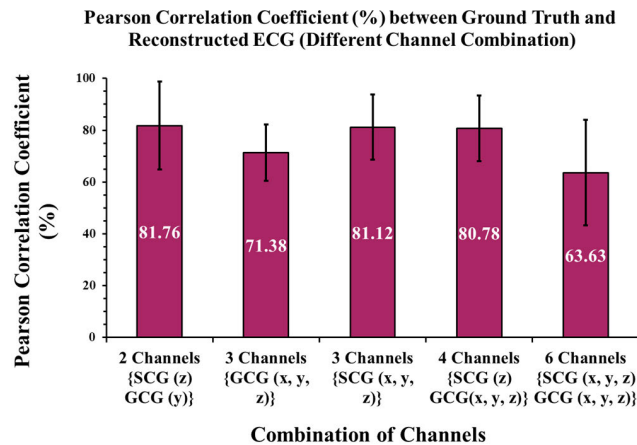 Pearson Correlation Coefficient (%) between Ground Truth and
Reconstructed ECG (Different Channel Combination)
Pearson Correlation Coefficient
(%)
100
80
60
40
20
0
81.76
71.38
81.12
80.78
63.63
2 Channels
{SCG (z)
GCG (y)}
3 Channels
{GCG (x, y,
z)}
3 Channels
{SCG (x, y,
z)}
4 Channels
{SCG (z)
GCG(x, y, z)}
6 Channels
{SCG (x, y, z)
GCG (x, y, z)}
Combination of Channels